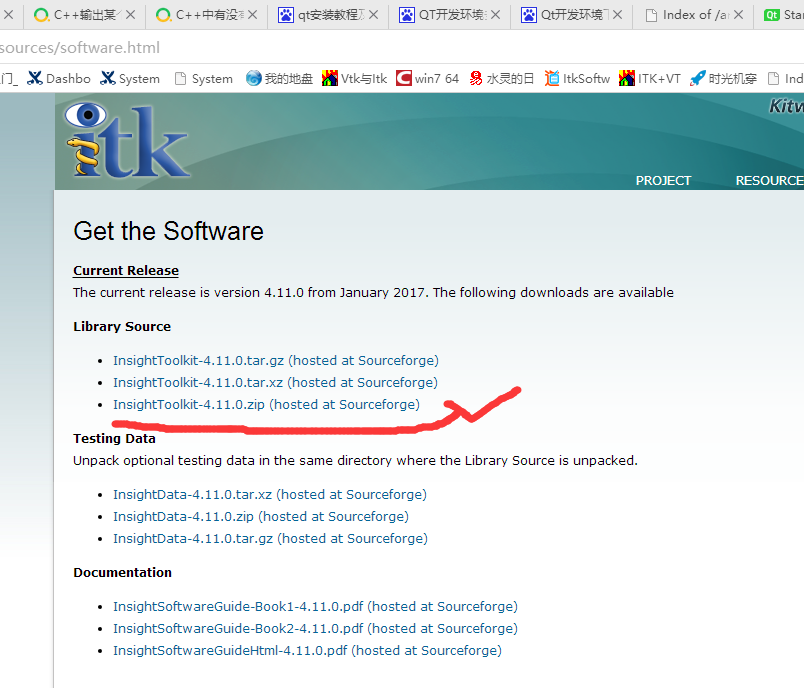 C++输出某个
C++中有没有
qt安装教程及
QT开发环境
Qt开发环境下
Index of /a
Qt Star
sources/software.html
门_ Dashbo System System 我的地盘 Vtk与Itk win7 64 水灵的日 ItkSoftw ITK+VT 时光机穿 Ind
itk
Kitw
PROJECT RESOURCE
Get the Software
Current Release
The current release is version 4.11.0 from January 2017. The following downloads are available
Library Source
InsightToolkit-4.11.0.tar.gz (hosted at Sourceforge)
InsightToolkit-4.11.0.tar.xz (hosted at Sourceforge)
InsightToolkit-4.11.0.zip (hosted at Sourceforge)
Testing Data
Unpack optional testing data in the same directory where the Library Source is unpacked.
InsightData-4.11.0.tar.xz (hosted at Sourceforge)
InsightData-4.11.0.zip (hosted at Sourceforge)
InsightData-4.11.0.tar.gz (hosted at Sourceforge)
Documentation
InsightSoftwareGuide-Book1-4.11.0.pdf (hosted at Sourceforge)
InsightSoftwareGuide-Book2-4.11.0.pdf (hosted at Sourceforge)
InsightSoftwareGuideHtml-4.11.0.pdf (hosted at Sourceforge)